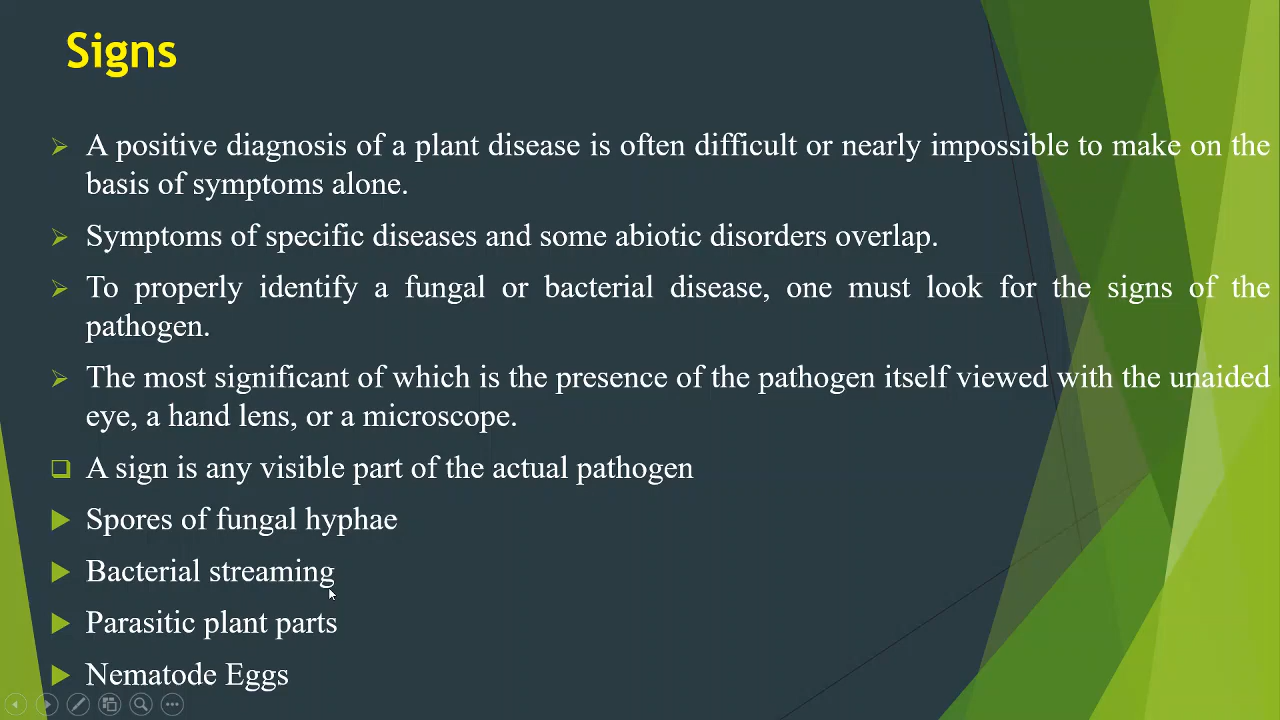 Signs
A positive diagnosis of a plant disease is often difficult or nearly impossible to make on the
basis of symptoms alone.
Symptoms of specific diseases and some abiotic disorders overlap.
To properly identify a fungal or bacterial disease, one must look for the signs of the
pathogen.
The most significant of which is the presence of the pathogen itself viewed with the unaided
eye, a hand lens, or a microscope.
A sign is any visible part of the actual pathogen
Spores of fungal hyphae
Bacterial streaming
Parasitic plant parts
Nematode Eggs